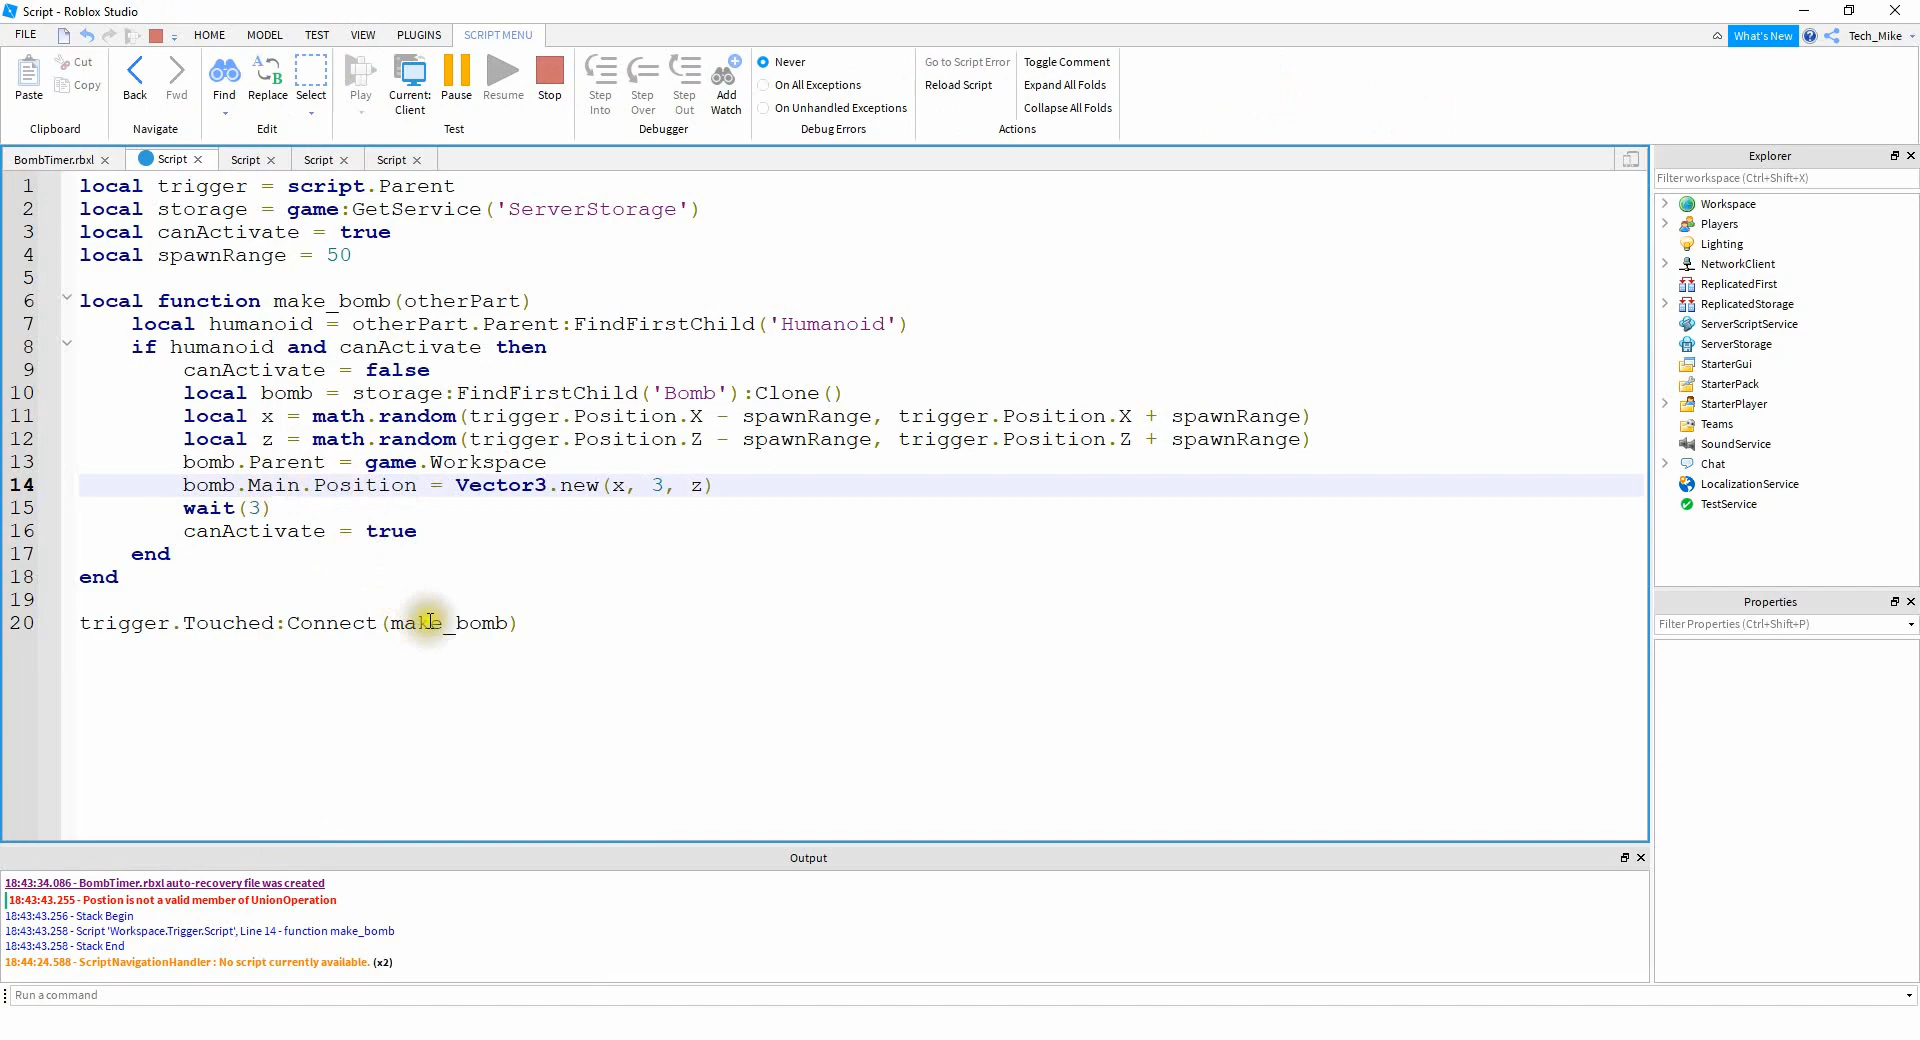 Script - Roblox Studio
FILE HOME MODEL TEST VIEW PLUGINS SCRIPT MENU What's New Tech_Mike
Paste Cut Copy Back Fwd Find Replace Select Play Current: Client Pause Resume Stop Step Into Step Over Step Out Add Watch
Never
On All Exceptions
On Unhandled Exceptions
Go to Script Error
Reload Script
Toggle Comment
Expand All Folds
Collapse All Folds
Clipboard Navigate Edit Test Debugger Debug Errors Actions
BombTimer.rbxl Script Script Script Script
1 local trigger = script.Parent
2 local storage = game:GetService('ServerStorage')
3 local canActivate = true
4 local spawnRange = 50
5
6 local function make_bomb(otherPart)
7 local humanoid = otherPart.Parent:FindFirstChild('Humanoid')
8 if humanoid and canActivate then
9 canActivate = false
10 local bomb = storage:FindFirstChild('Bomb'):Clone()
11 local x = math.random(trigger.Position.X - spawnRange, trigger.Position.X + spawnRange)
12 local z = math.random(trigger.Position.Z - spawnRange, trigger.Position.Z + spawnRange)
13 bomb.Parent = game.Workspace
14 bomb.Main.Position = Vector3.new(x, 3, z)
15 wait(3)
16 canActivate = true
17 end
18 end
19
20 trigger.Touched:Connect(make_bomb)
Output
18:43:34.086 - BombTimer.rbxl auto-recovery file was created
18:43:43.255 - Postion is not a valid member of UnionOperation
18:43:43.256 - Stack Begin
18:43:43.258 - Script 'Workspace.Trigger.Script', Line 14 - function make_bomb
18:43:43.258 - Stack End
18:44:24.588 - ScriptNavigationHandler : No script currently available. (x2)
Run a command
Explorer
Filter workspace (Ctrl+Shift+X)
Workspace
Players
Lighting
NetworkClient
ReplicatedFirst
ReplicatedStorage
ServerScriptService
ServerStorage
StarterGui
StarterPack
StarterPlayer
Teams
SoundService
Chat
LocalizationService
TestService
Properties
Filter Properties (Ctrl+Shift+P)